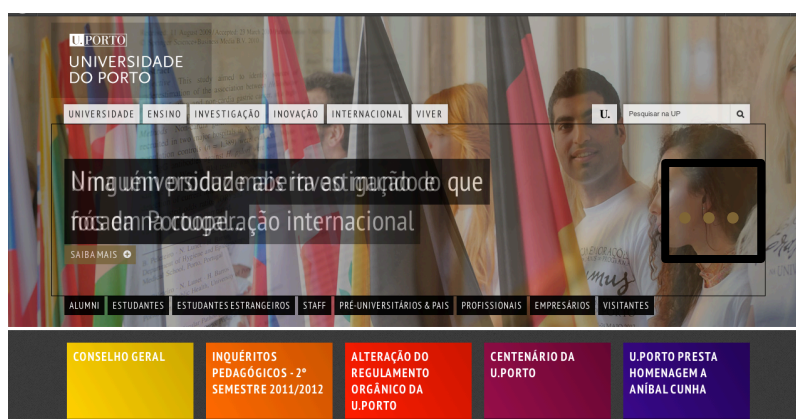 U.PORTO
UNIVERSIDADE
DO PORTO
UNIVERSIDADE ENSINO INVESTIGAÇÃO INOVAÇÃO INTERNACIONAL VIVER U. Pesquisar na UP
que
internacional
SAIBA MAIS
ALUMNI ESTUDANTES ESTUDANTES ESTRANGEIROS STAFF PRÉ-UNIVERSITÁRIOS & PAIS PROFISSIONAIS EMPRESÁRIOS VISITANTES
CONSELHO GERAL
INQUÉRITOS
PEDAGÓGICOS - 2º
SEMESTRE 2011/2012
ALTERAÇÃO DO
REGULAMENTO
ORGÂNICO DA
U.PORTO
CENTENÁRIO DA
U.PORTO
U.PORTO PRESTA
HOMENAGEM A
ANÍBAL CUNHA